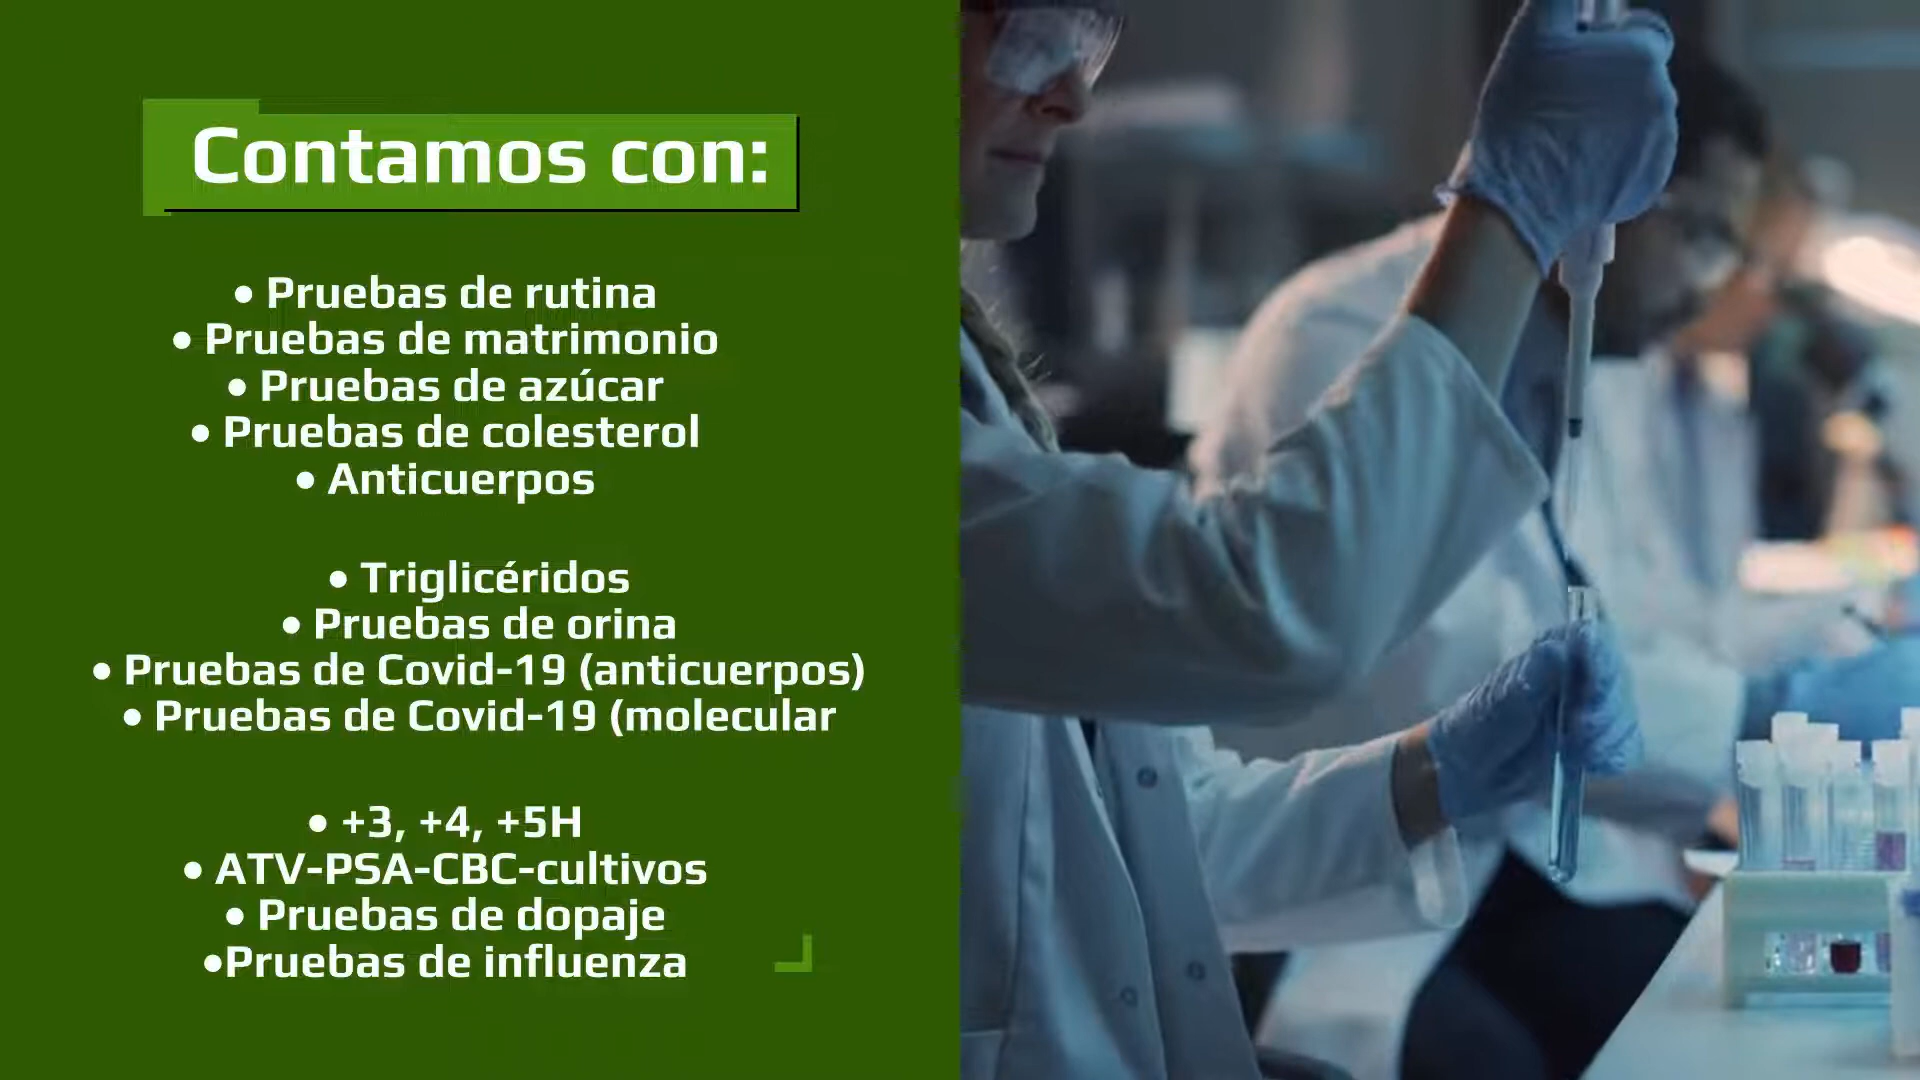 Contamos con:
• Pruebas de rutina
• Pruebas de matrimonio
• Pruebas de azúcar
• Pruebas de colesterol
• Anticuerpos
• Triglicéridos
• Pruebas de orina
• Pruebas de Covid-19 (anticuerpos)
• Pruebas de Covid-19 (molecular
• +3, +4, +5H
• ATV-PSA-CBC-cultivos
• Pruebas de dopaje
•Pruebas de influenza